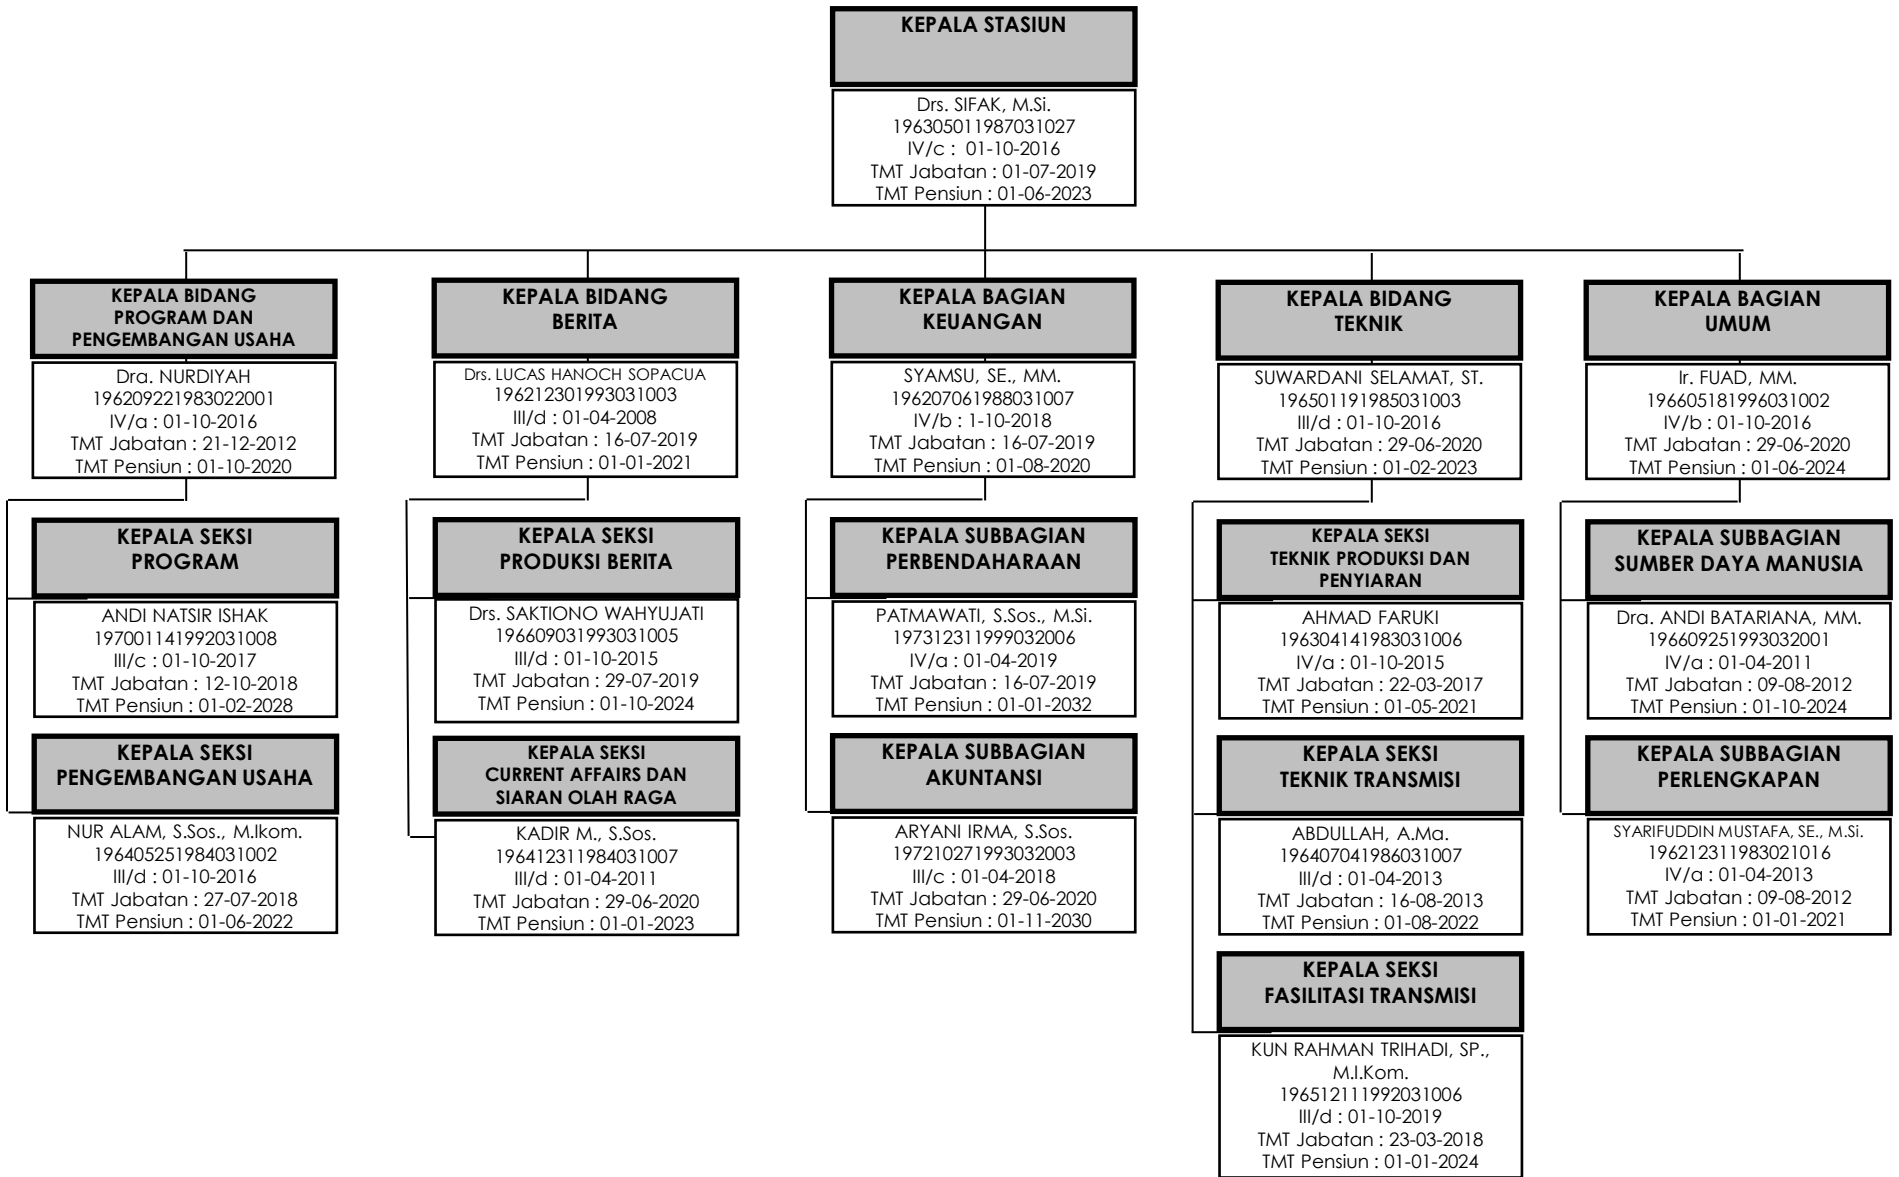 KEPALA STASIUN
Drs. SIFAK, M.Si.
196305011987031027
IV/c : 01-10-2016
TMT Jabatan : 01-07-2019
TMT Pensiun : 01-06-2023
KEPALA BIDANG
PROGRAM DAN
PENGEMBANGAN USAHA
Dra. NURDIYAH
196209221983022001
IV/a : 01-10-2016
TMT Jabatan : 21-12-2012
TMT Pensiun : 01-10-2020
KEPALA SEKSI
PROGRAM
ANDI NATSIR ISHAK
197001141992031008
III/c : 01-10-2017
TMT Jabatan : 12-10-2018
TMT Pensiun : 01-02-2028
KEPALA SEKSI
PENGEMBANGAN USAHA
NUR ALAM, S.Sos., M.Ikom.
196405251984031002
III/d : 01-10-2016
TMT Jabatan : 27-07-2018
TMT Pensiun : 01-06-2022
KEPALA BIDANG
BERITA
Drs. LUCAS HANOCH SOPACUA
196212301993031003
III/d : 01-04-2008
TMT Jabatan : 16-07-2019
TMT Pensiun : 01-01-2021
KEPALA SEKSI
PRODUKSI BERITA
Drs. SAKTIONO WAHYUJATI
196609031993031005
III/d : 01-10-2015
TMT Jabatan : 29-07-2019
TMT Pensiun : 01-10-2024
KEPALA SEKSI
CURRENT AFFAIRS DAN
SIARAN OLAH RAGA
KADIR M., S.Sos.
196412311984031007
III/d : 01-04-2011
TMT Jabatan : 29-06-2020
TMT Pensiun : 01-01-2023
KEPALA BAGIAN
KEUANGAN
SYAMSU, SE., MM.
196207061988031007
IV/b : 1-10-2018
TMT Jabatan : 16-07-2019
TMT Pensiun : 01-08-2020
KEPALA SUBBAGIAN
PERBENDAHARAAN
PATMAWATI, S.Sos., M.Si.
197312311999032006
IV/a : 01-04-2019
TMT Jabatan : 16-07-2019
TMT Pensiun : 01-01-2032
KEPALA SUBBAGIAN
AKUNTANSI
ARYANI IRMA, S.Sos.
197210271993032003
III/c : 01-04-2018
TMT Jabatan : 29-06-2020
TMT Pensiun : 01-11-2030
KEPALA BIDANG
TEKNIK
SUWARDANI SELAMAT, ST.
196501191985031003
III/d : 01-10-2016
TMT Jabatan : 29-06-2020
TMT Pensiun : 01-02-2023
KEPALA SEKSI
TEKNIK PRODUKSI DAN
PENYIARAN
AHMAD FARUKI
196304141983031006
IV/a : 01-10-2015
TMT Jabatan : 22-03-2017
TMT Pensiun : 01-05-2021
KEPALA SEKSI
TEKNIK TRANSMISI
ABDULLAH, A.Ma.
196407041986031007
III/d : 01-04-2013
TMT Jabatan : 16-08-2013
TMT Pensiun : 01-08-2022
KEPALA SEKSI
FASILITASI TRANSMISI
KUN RAHMAN TRIHADI, SP.,
M.I.Kom.
196512111992031006
III/d : 01-10-2019
TMT Jabatan : 23-03-2018
TMT Pensiun : 01-01-2024
KEPALA BAGIAN
UMUM
Ir. FUAD, MM.
196605181996031002
IV/b : 01-10-2016
TMT Jabatan : 29-06-2020
TMT Pensiun : 01-06-2024
KEPALA SUBBAGIAN
SUMBER DAYA MANUSIA
Dra. ANDI BATARIANA, MM.
196609251993032001
IV/a : 01-04-2011
TMT Jabatan : 09-08-2012
TMT Pensiun : 01-10-2024
KEPALA SUBBAGIAN
PERLENGKAPAN
SYARIFUDDIN MUSTAFA, SE., M.Si.
196212311983021016
IV/a : 01-04-2013
TMT Jabatan : 09-08-2012
TMT Pensiun : 01-01-2021